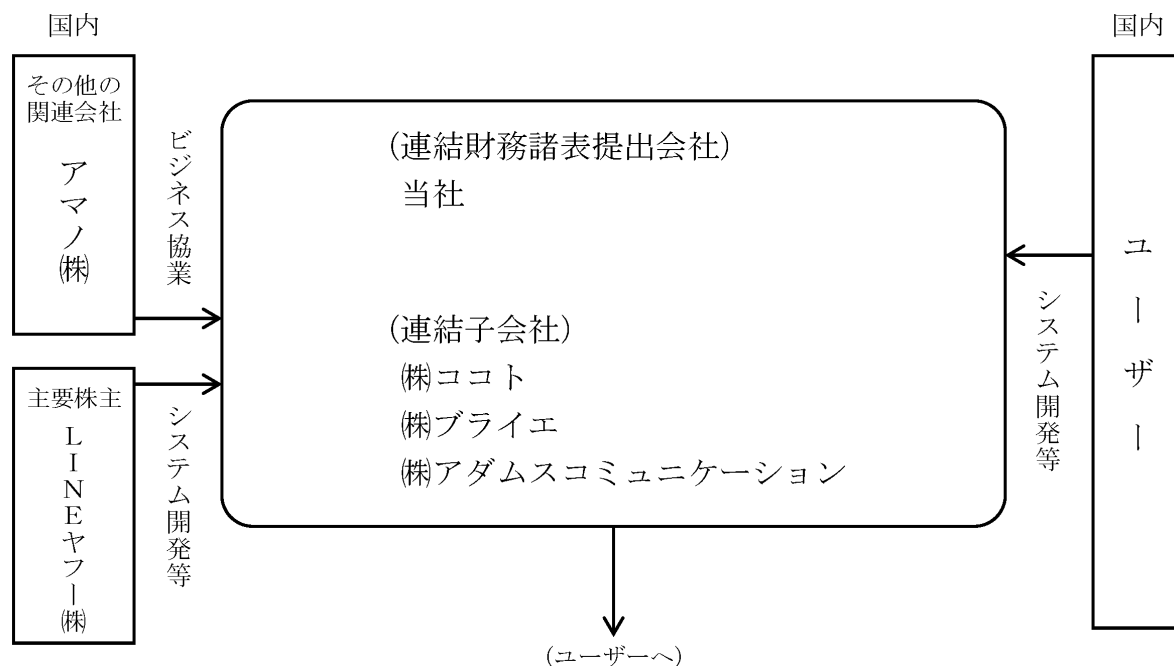 国内
その他の
関連会社
アマノ㈱
ビジネス協業
主要株主
LINEヤフー㈱
システム開発等
(連結財務諸表提出会社)
当社
(連結子会社)
㈱ココト
㈱ブライエ
㈱アダムスコミュニケーション
(ユーザーへ)
システム開発等
国内
ユーザー